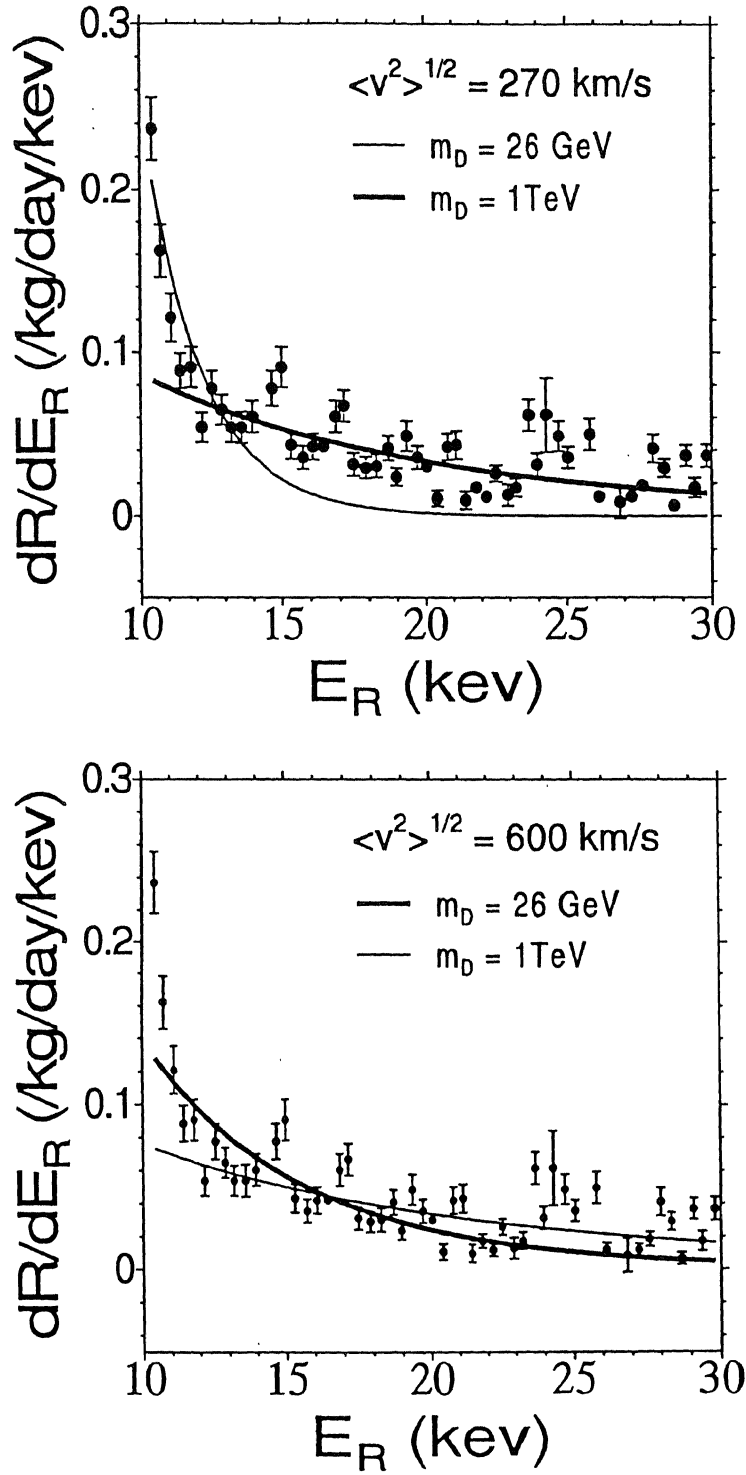 0.3
<v²>¹/² = 270 km/s
m_D = 26 GeV
0.2
m_D = 1TeV
dR/dE_R (/kg/day/kev)
0.1
0
10 15 20 25 30
E_R (kev)
0.3
<v²>¹/² = 600 km/s
m_D = 26 GeV
0.2
m_D = 1TeV
dR/dE_R (/kg/day/kev)
0.1
0
10 15 20 25 30
E_R (kev)